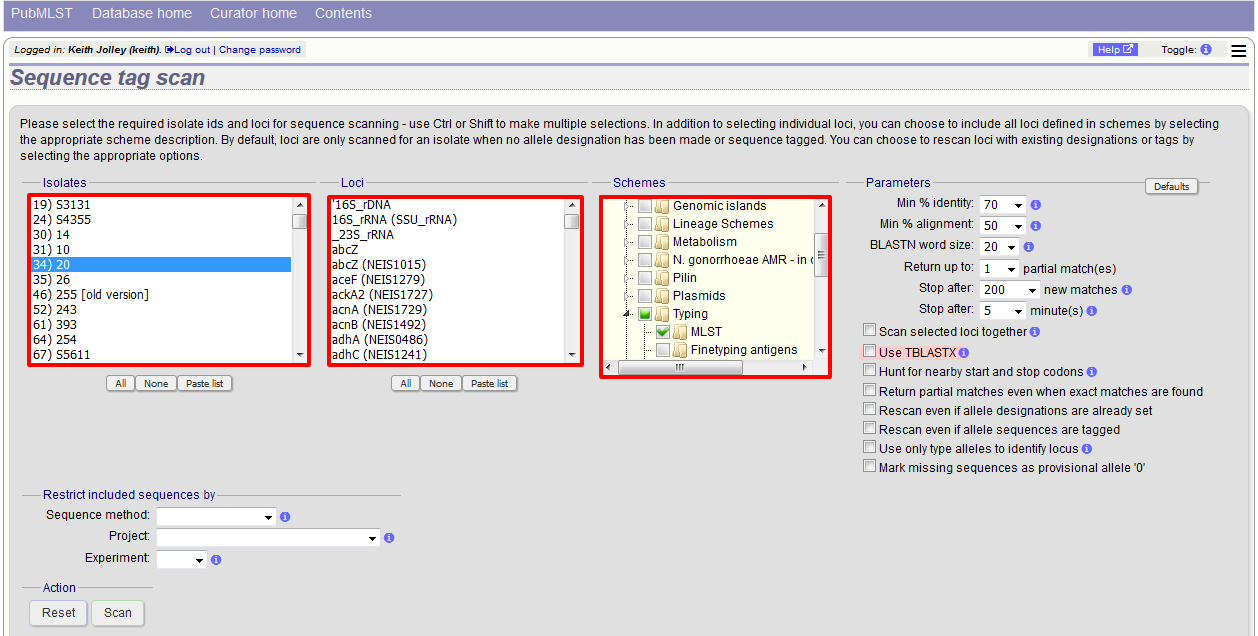 PubMLST Database home Curator home Contents
Logged in: Keith Jolley (keith). Log out | Change password
Help Toggle:
Sequence tag scan
Please select the required isolate ids and loci for sequence scanning - use Ctrl or Shift to make multiple selections. In addition to selecting individual loci, you can choose to include all loci defined in schemes by selecting
the appropriate scheme description. By default, loci are only scanned for an isolate when no allele designation has been made or sequence tagged. You can choose to rescan loci with existing designations or tags by
selecting the appropriate options.
Isolates
19) S3131
24) S4355
30) 14
31) 10
34) 20
35) 26
46) 255 [old version]
52) 243
61) 393
64) 254
67) S5611
All None Paste list
Loci
'16S_rDNA
16S_rRNA (SSU_rRNA)
_23S_rRNA
abcZ
abcZ (NEIS1015)
aceF (NEIS1279)
ackA2 (NEIS1727)
acnA (NEIS1729)
acnB (NEIS1492)
adhA (NEIS0486)
adhC (NEIS1241)
All None Paste list
Schemes
Genomic islands
Lineage Schemes
Metabolism
N. gonorrhoeae AMR - in
Pilin
Plasmids
Typing
MLST
Finetyping antigens
Parameters
Defaults
Min % identity: 70
Min % alignment: 50
BLASTN word size: 20
Return up to: 1 partial match(es)
Stop after: 200 new matches
Stop after: 5 minute(s)
Scan selected loci together
Use TBLASTX
Hunt for nearby start and stop codons
Return partial matches even when exact matches are found
Rescan even if allele designations are already set
Rescan even if allele sequences are tagged
Use only type alleles to identify locus
Mark missing sequences as provisional allele '0'
Restrict included sequences by
Sequence method:
Project:
Experiment:
Action
Reset Scan